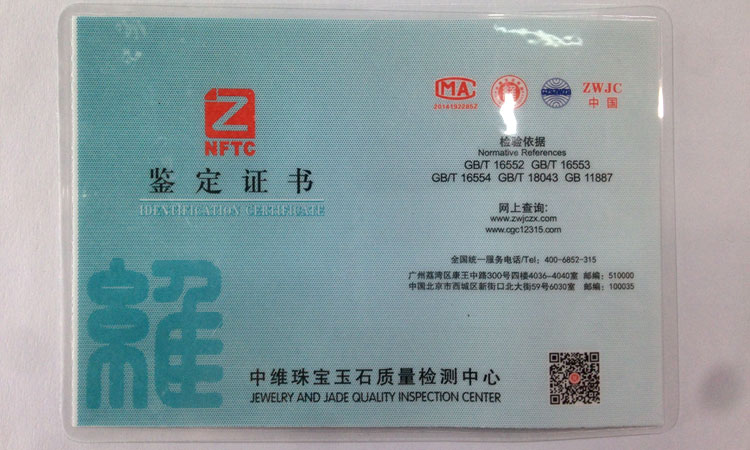 NFTC
鉴定证书
IDENTIFICATION CERTIFICATE
MA
ZWJC
中国
检验依据
Normative References
GB/T 16552 GB/T 16553
GB/T 16554 GB/T 18043 GB 11887
网上查询:
www.zwjczx.com
www.cgc12315.com
全国统一服务电话/Tel: 400-6852-315
广州荔湾区康王中路300号四楼4036-4040室 邮编: 510000
中国北京市西城区新街口北大街59号6030室 邮编: 100035
維
中维珠宝玉石质量检测中心
JEWELRY AND JADE QUALITY INSPECTION CENTER